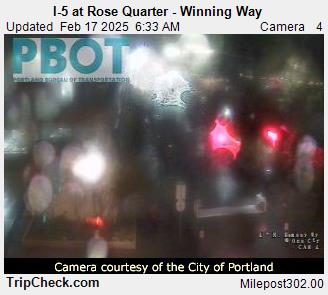 I-5 at Rose Quarter - Winning Way
Updated Feb 17 2025 6:33 AM Camera 4
PBOT
PORTLAND BUREAU OF TRANSPORTATION
Camera courtesy of the City of Portland
TripCheck.com Milepost302.00